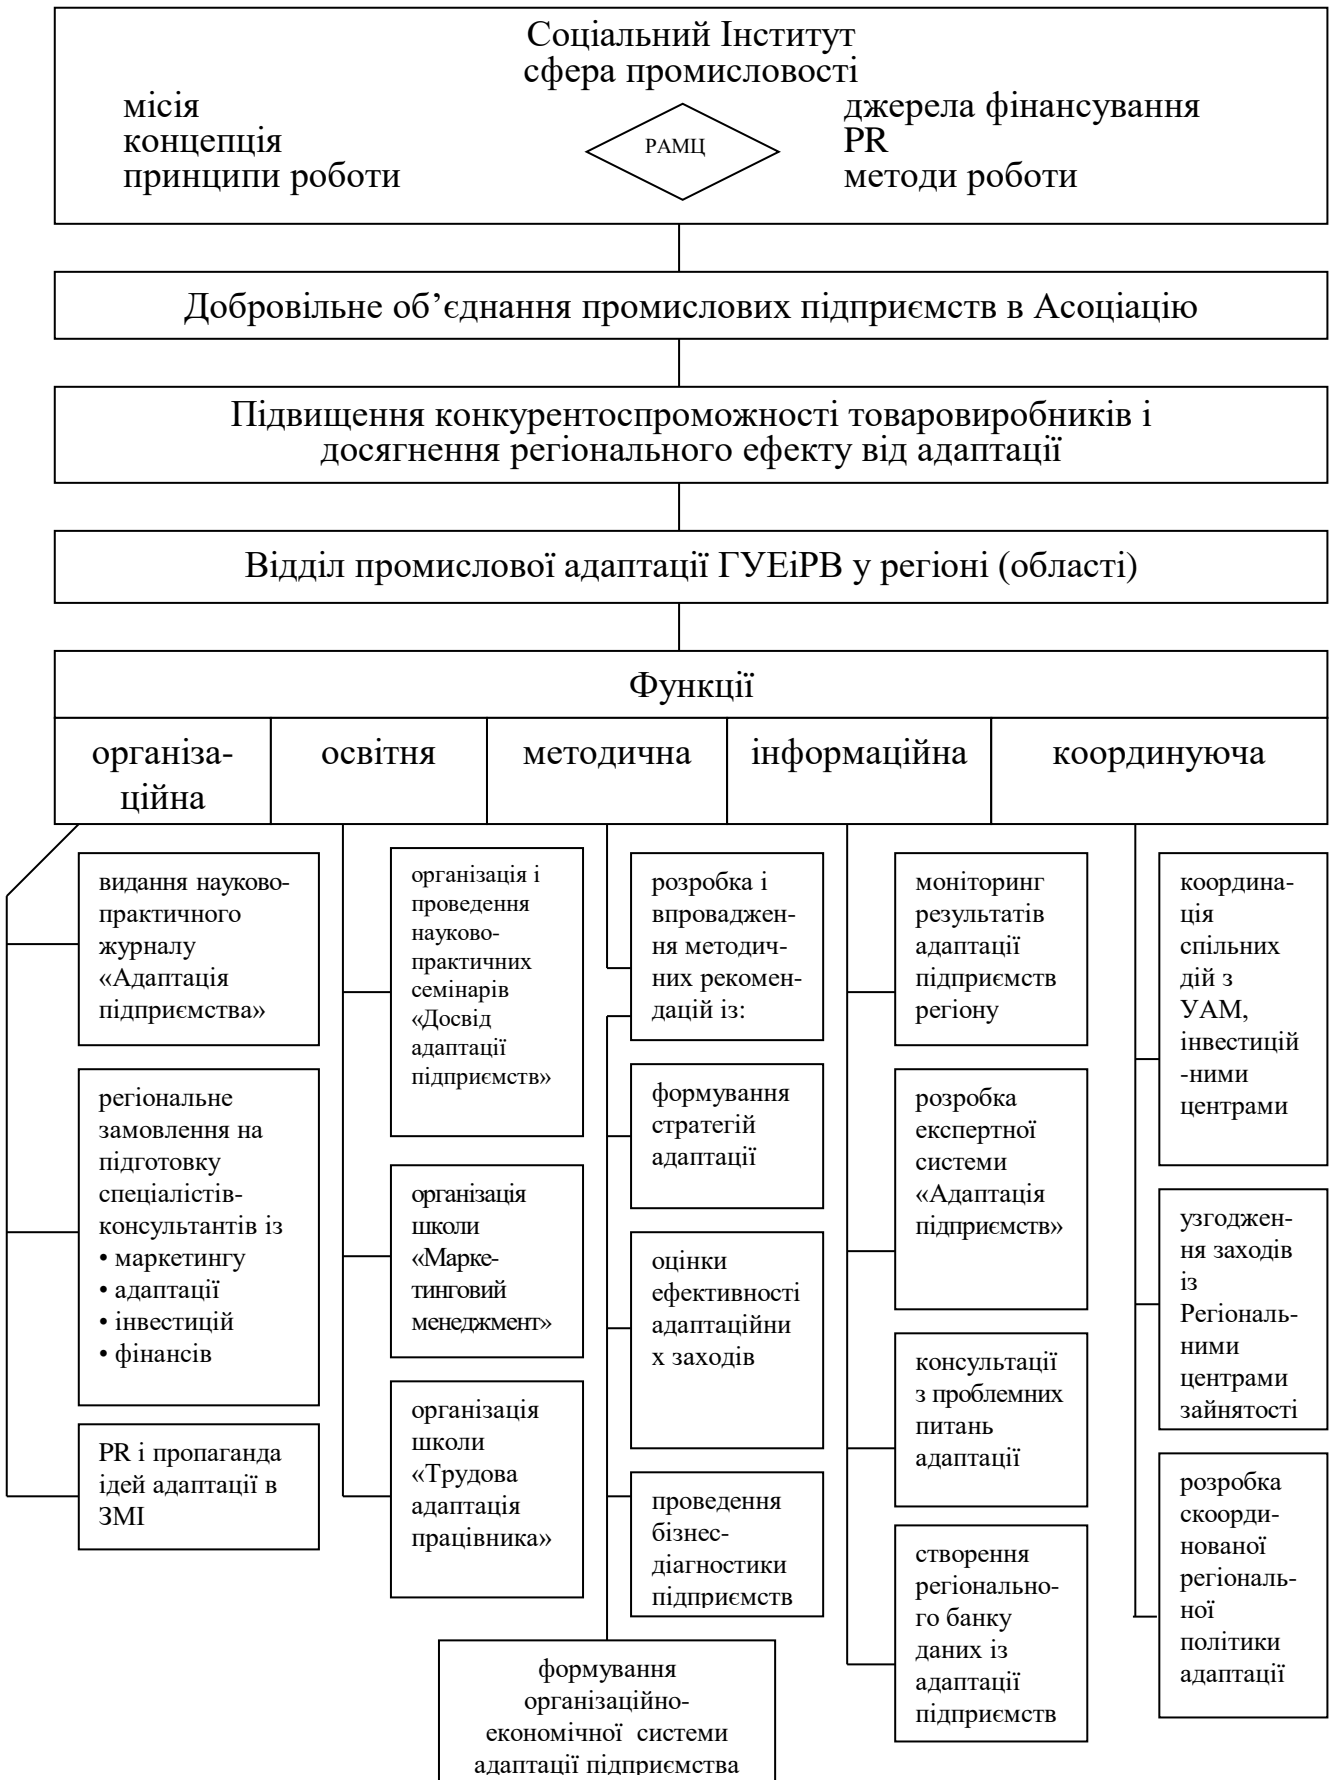 Соціальний Інститут
сфера промисловості
місія
концепція
принципи роботи
РАМЦ
джерела фінансування
PR
методи роботи
Добровільне об’єднання промислових підприємств в Асоціацію
Підвищення конкурентоспроможності товаровиробників і
досягнення регіонального ефекту від адаптації
Відділ промислової адаптації ГУЕіРВ у регіоні (області)
Функції
організа-
ційна
освітня
методична
інформаційна
координуюча
видання науково-
практичного
журналу
«Адаптація
підприємства»
регіональне
замовлення на
підготовку
спеціалістів-
консультантів із
• маркетингу
• адаптації
• інвестицій
• фінансів
PR і пропаганда
ідей адаптації в
ЗМІ
організація і
проведення
науково-
практичних
семінарів
«Досвід
адаптації
підприємств»
організація
школи
«Марке-
тинговий
менеджмент»
організація
школи
«Трудова
адаптація
працівника»
розробка і
впроваджен-
ня методич-
них рекомен-
дацій із:
формування
стратегій
адаптації
оцінки
ефективності
адаптаційни
х заходів
проведення
бізнес-
діагностики
підприємств
формування
організаційно-
економічної системи
адаптації підприємства
моніторинг
результатів
адаптації
підприємств
регіону
розробка
експертної
системи
«Адаптація
підприємств»
консультації
з проблемних
питань
адаптації
створення
регіонально-
го банку
даних із
адаптації
підприємств
координа-
ція
спільних
дій з
УАМ,
інвестицій
-ними
центрами
узгоджен-
ня заходів
із
Регіональ-
ними
центрами
зайнятості
розробка
скоорди-
нованої
регіональ-
ної
політики
адаптації